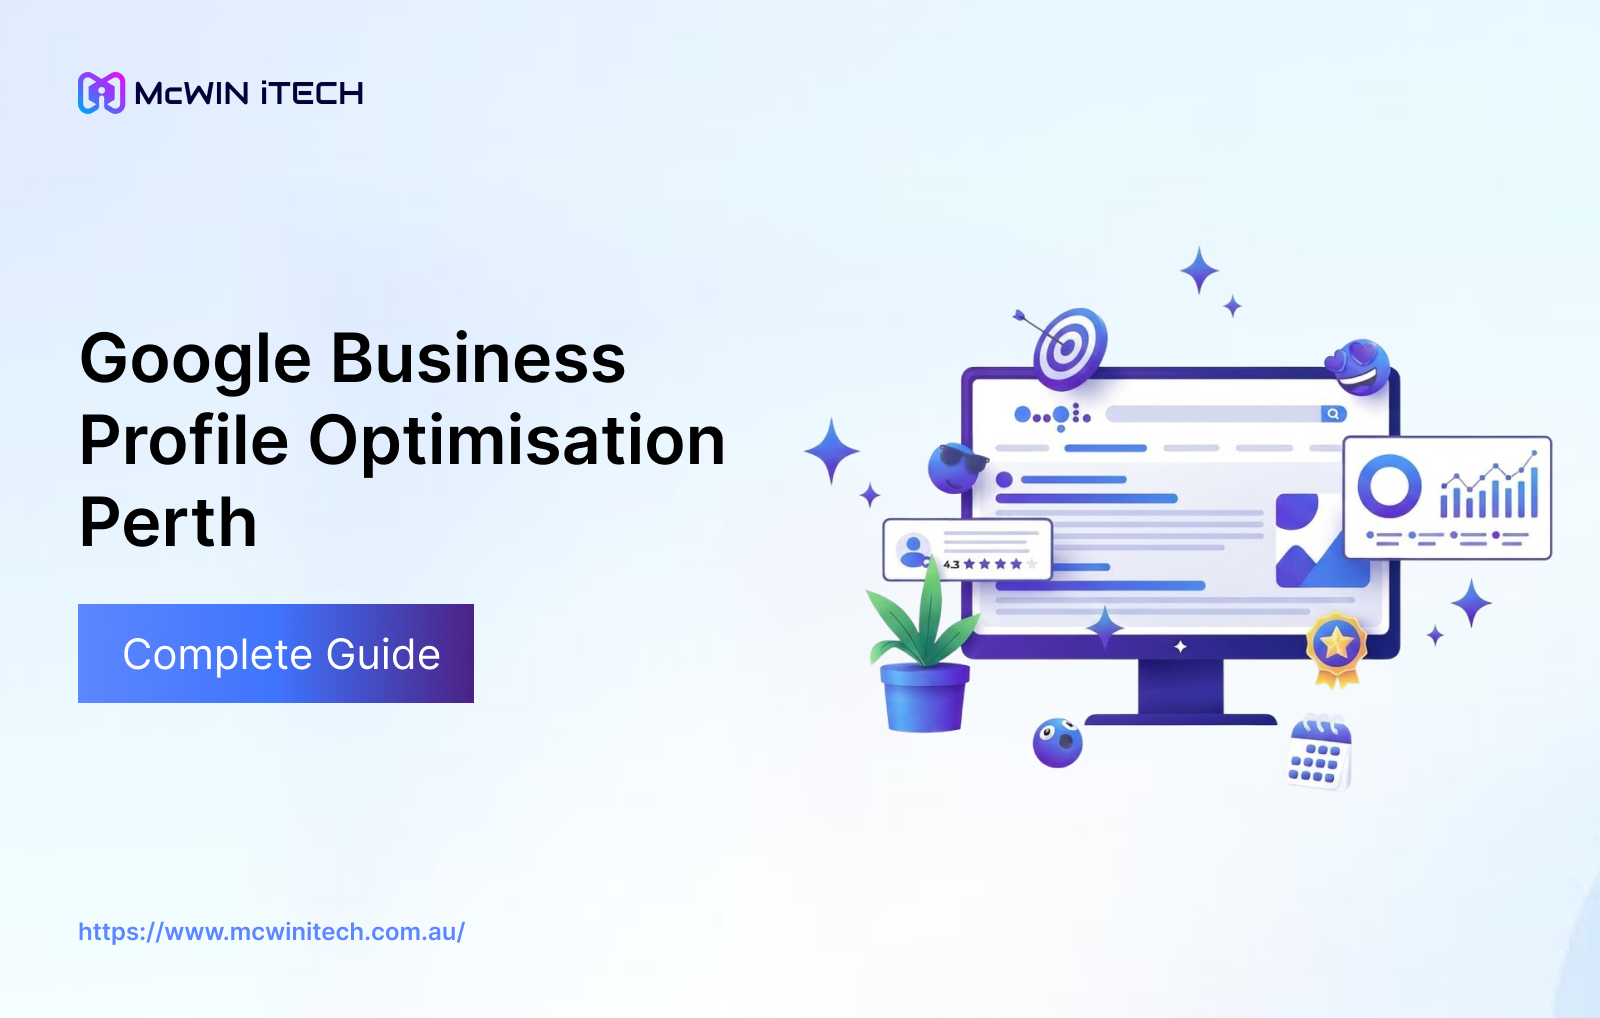 McWIN iTECH
Google Business
Profile Optimisation
Perth
Complete Guide
4.3
https://www.mcwinitech.com.au/